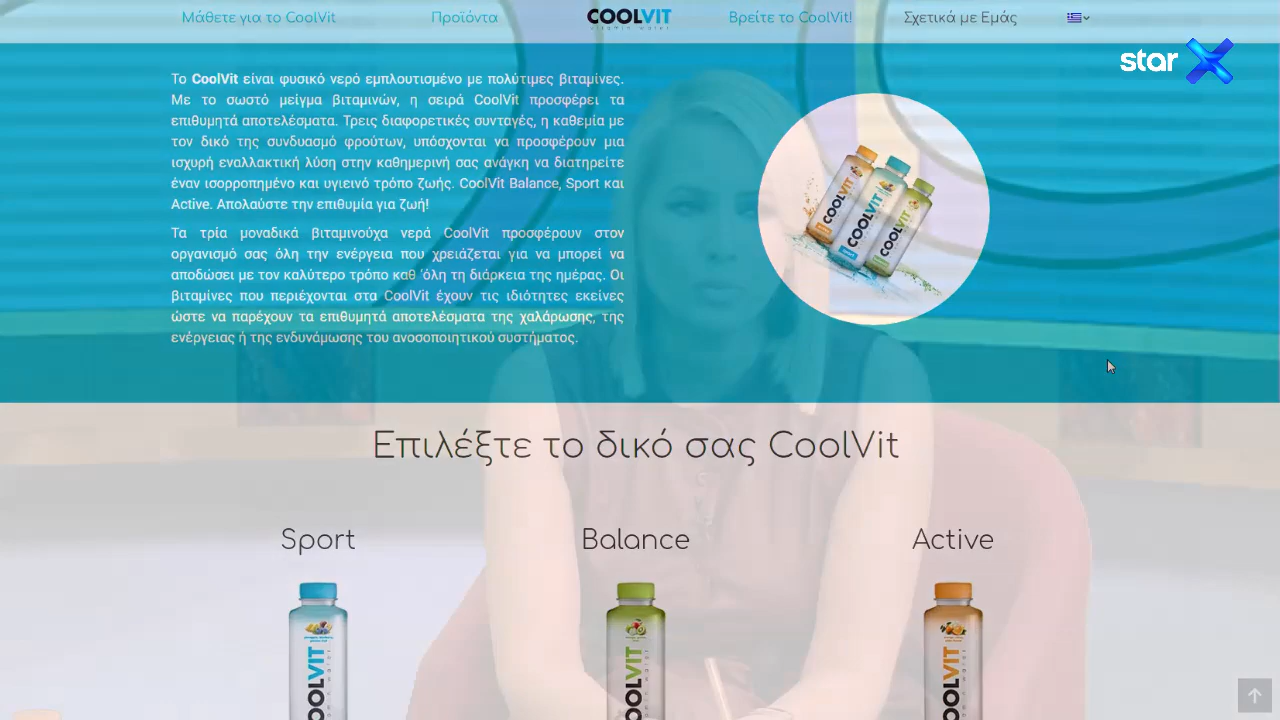 Μάθετε για το CoolVit
Προϊόντα
COOLVIT
vitamin water
Βρείτε το CoolVit!
Σχετικά με Εμάς
star X
Το CoolVit είναι φυσικό νερό εμπλουτισμένο με πολύτιμες βιταμίνες.
Με το σωστό μείγμα βιταμινών, η σειρά CoolVit προσφέρει τα
επιθυμητά αποτελέσματα. Τρεις διαφορετικές συνταγές, η καθεμία με
τον δικό της συνδυασμό φρούτων, υπόσχονται να προσφέρουν μια
ισχυρή εναλλακτική λύση στην καθημερινή σας ανάγκη να διατηρείτε
έναν ισορροπημένο και υγιεινό τρόπο ζωής. CoolVit Balance, Sport και
Active. Απολαύστε την επιθυμία για ζωή!
Τα τρία μοναδικά βιταμινούχα νερά CoolVit προσφέρουν στον
οργανισμό σας όλη την ενέργεια που χρειάζεται για να μπορεί να
αποδώσει με τον καλύτερο τρόπο καθ 'όλη τη διάρκεια της ημέρας. Οι
βιταμίνες που περιέχονται στα CoolVit έχουν τις ιδιότητες εκείνες
ώστε να παρέχουν τα επιθυμητά αποτελέσματα της χαλάρωσης, της
ενέργειας ή της ενδυνάμωσης του ανοσοποιητικού συστήματος.
COOLVIT
COOLVIT
COOLVIT
Επιλέξτε το δικό σας CoolVit
Sport
Balance
Active
OOLVIT
OOLVIT
OOLVIT